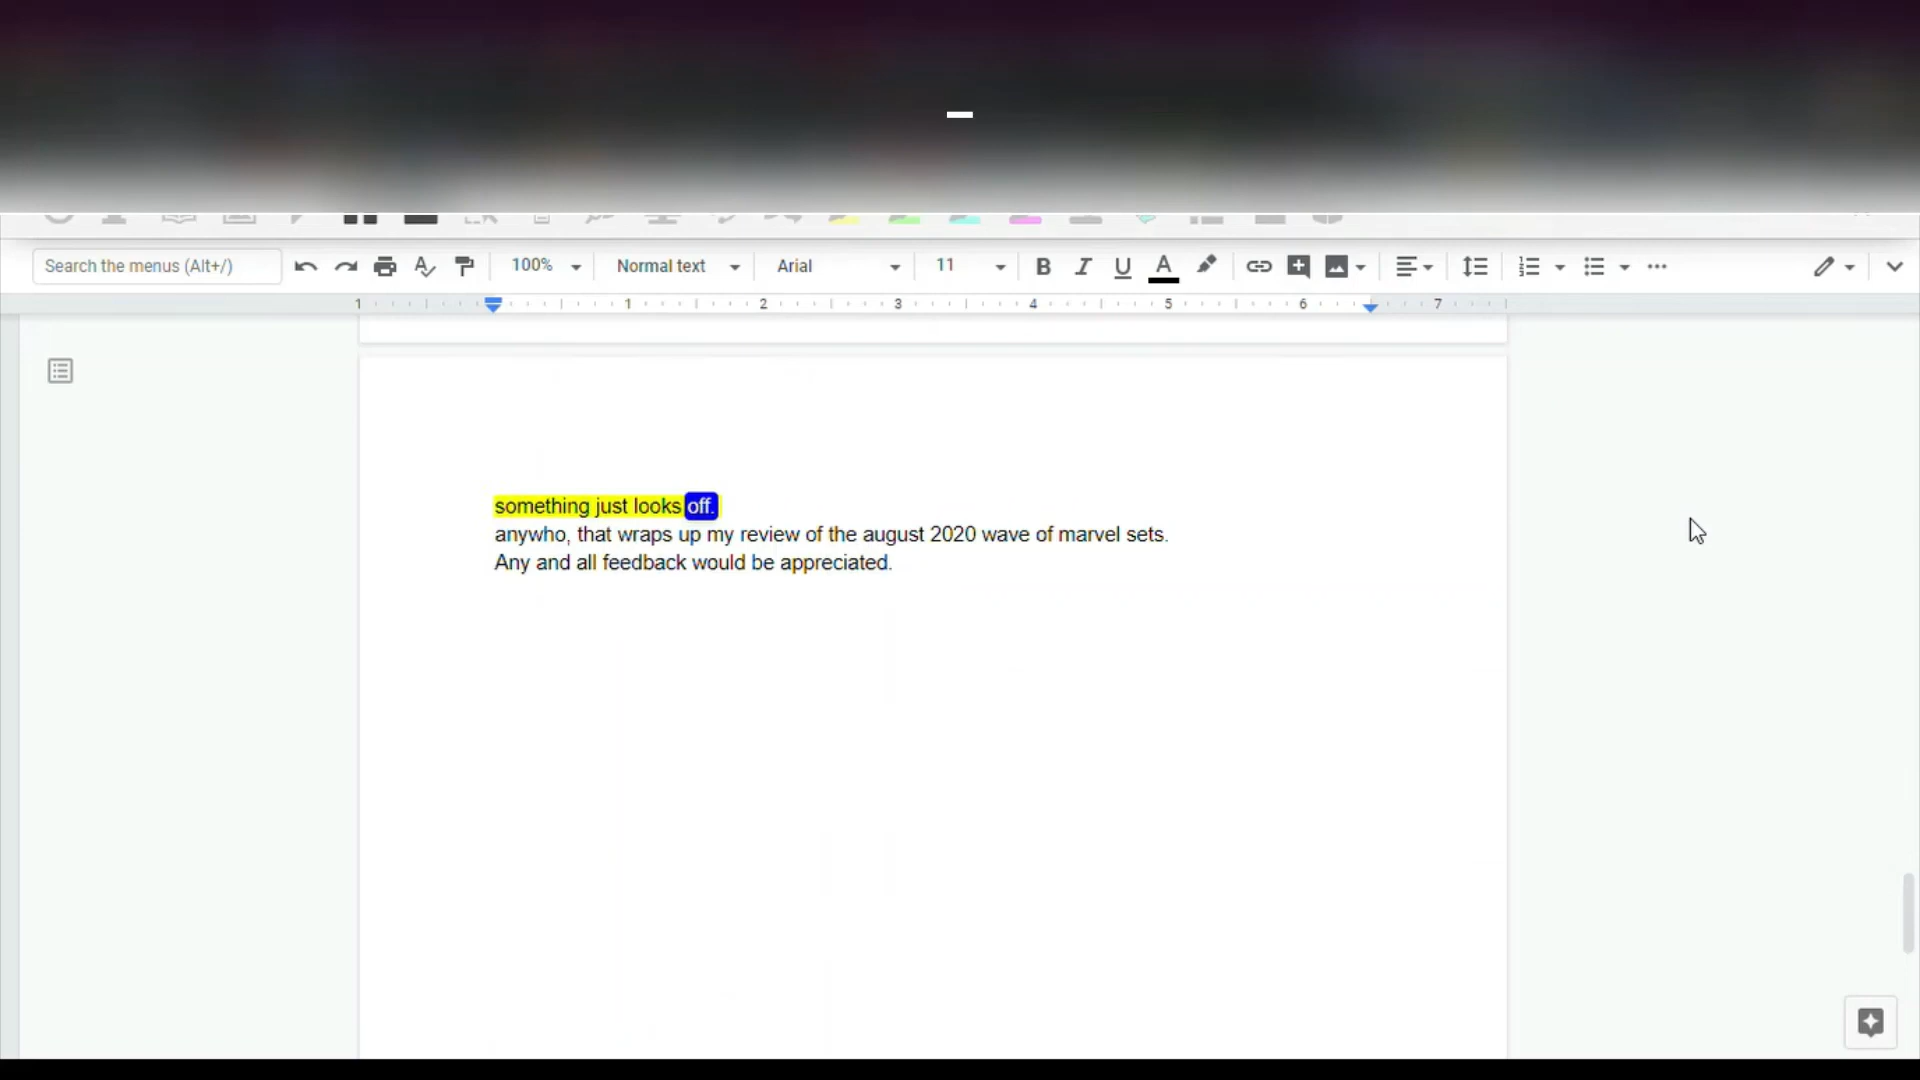 Search the menus (Alt+/) 100% Normal text Arial 11 B I U A
1 1 2 3 4 5 6 7
something just looks off.
anywho, that wraps up my review of the august 2020 wave of marvel sets.
Any and all feedback would be appreciated.